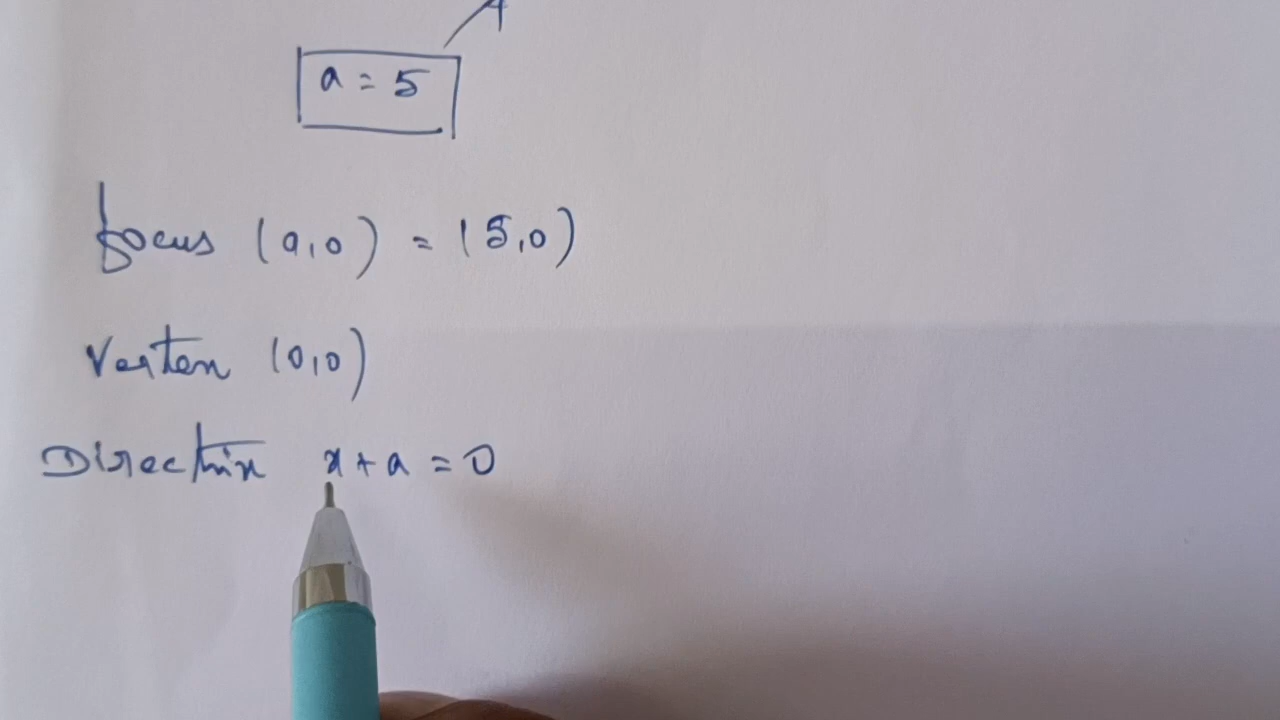 a = 5
focus (a,0) = (5,0)
Vertex (0,0)
Directrix x+a = 0